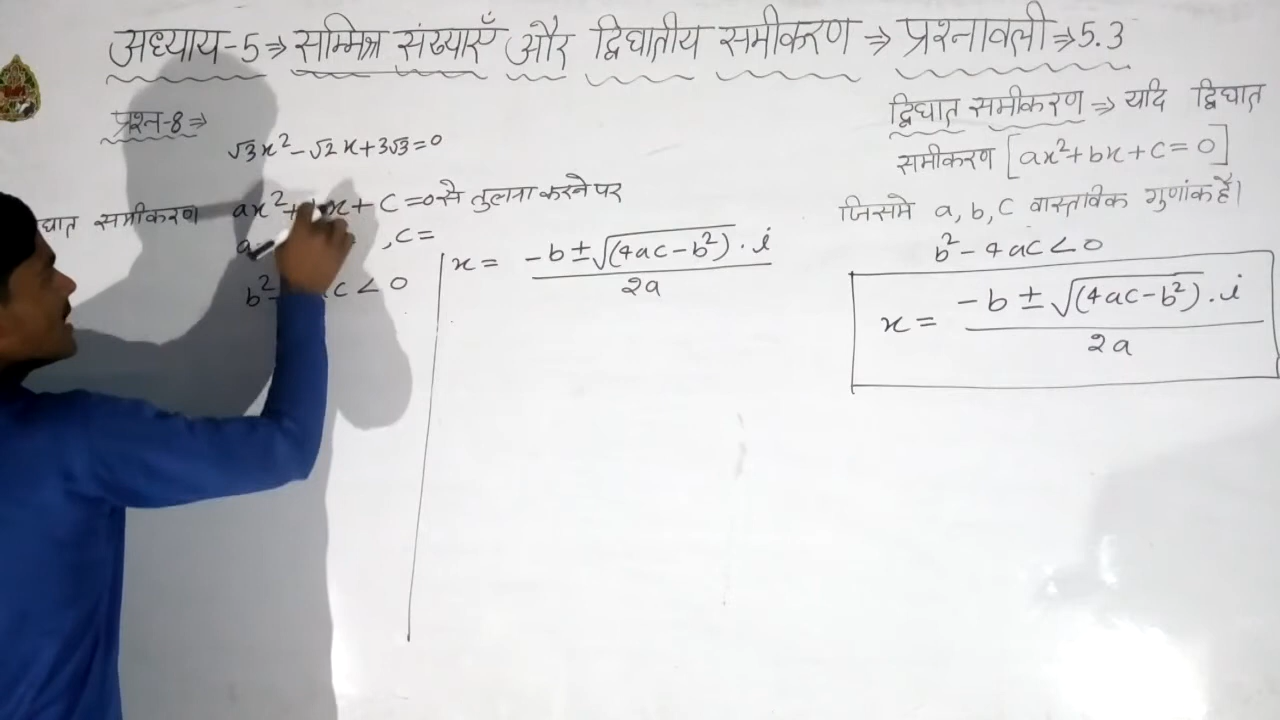 अध्याय-5⇒ सम्मिश्र संख्याएँ और द्विघातीय समीकरण ⇒ प्रश्नावली⇒5.3
प्रश्न-8⇒
√3x² - √2x + 3√3 = 0
समीकरण ax² + x + C = 0 से तुलना करने पर
a , C =
b² C < 0
x = -b ± √(4ac-b²) . i
2a
द्विघात समीकरण ⇒ यदि द्विघात
समीकरण [ax² + bx + C = 0]
जिसमे a, b, C वास्तविक गुणांक है।
b² - 4ac < 0
x = -b ± √(4ac-b²) . i
2a